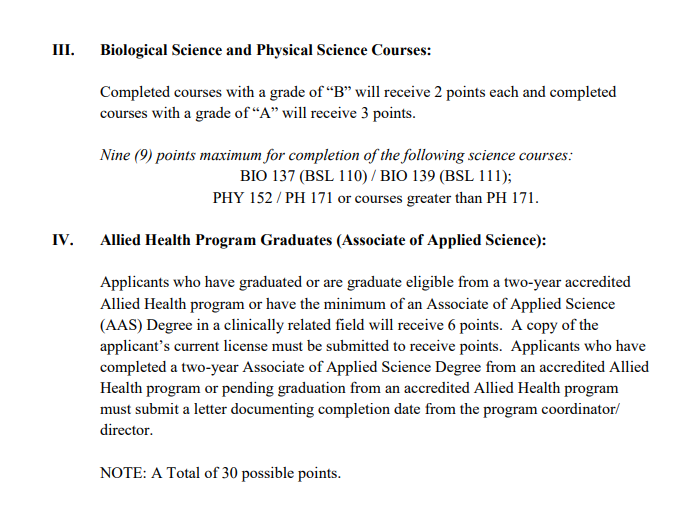 III. Biological Science and Physical Science Courses:
Completed courses with a grade of “B” will receive 2 points each and completed
courses with a grade of “A” will receive 3 points.
Nine (9) points maximum for completion of the following science courses:
BIO 137 (BSL 110) / BIO 139 (BSL 111);
PHY 152 / PH 171 or courses greater than PH 171.
IV. Allied Health Program Graduates (Associate of Applied Science):
Applicants who have graduated or are graduate eligible from a two-year accredited
Allied Health program or have the minimum of an Associate of Applied Science
(AAS) Degree in a clinically related field will receive 6 points. A copy of the
applicant’s current license must be submitted to receive points. Applicants who have
completed a two-year Associate of Applied Science Degree from an accredited Allied
Health program or pending graduation from an accredited Allied Health program
must submit a letter documenting completion date from the program coordinator/
director.
NOTE: A Total of 30 possible points.